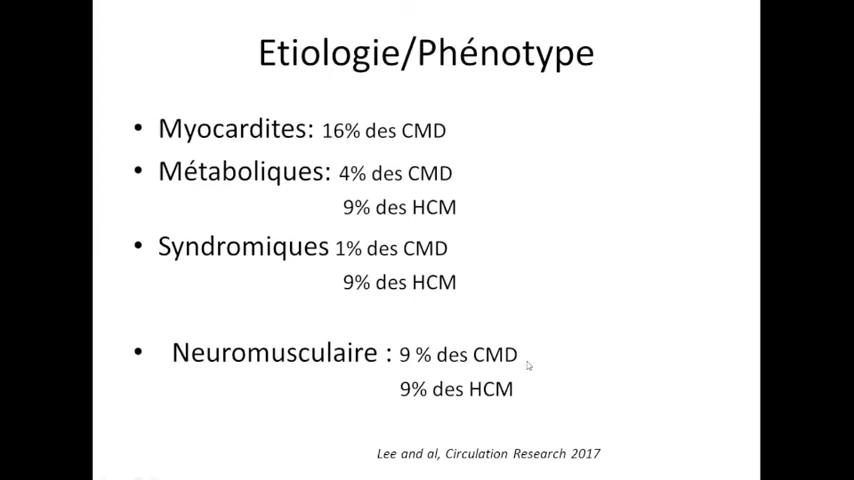 Etiologie/Phénotype
• Myocardites: 16% des CMD
• Métaboliques: 4% des CMD
9% des HCM
• Syndromiques 1% des CMD
9% des HCM
• Neuromusculaire : 9 % des CMD
9% des HCM
Lee and al, Circulation Research 2017